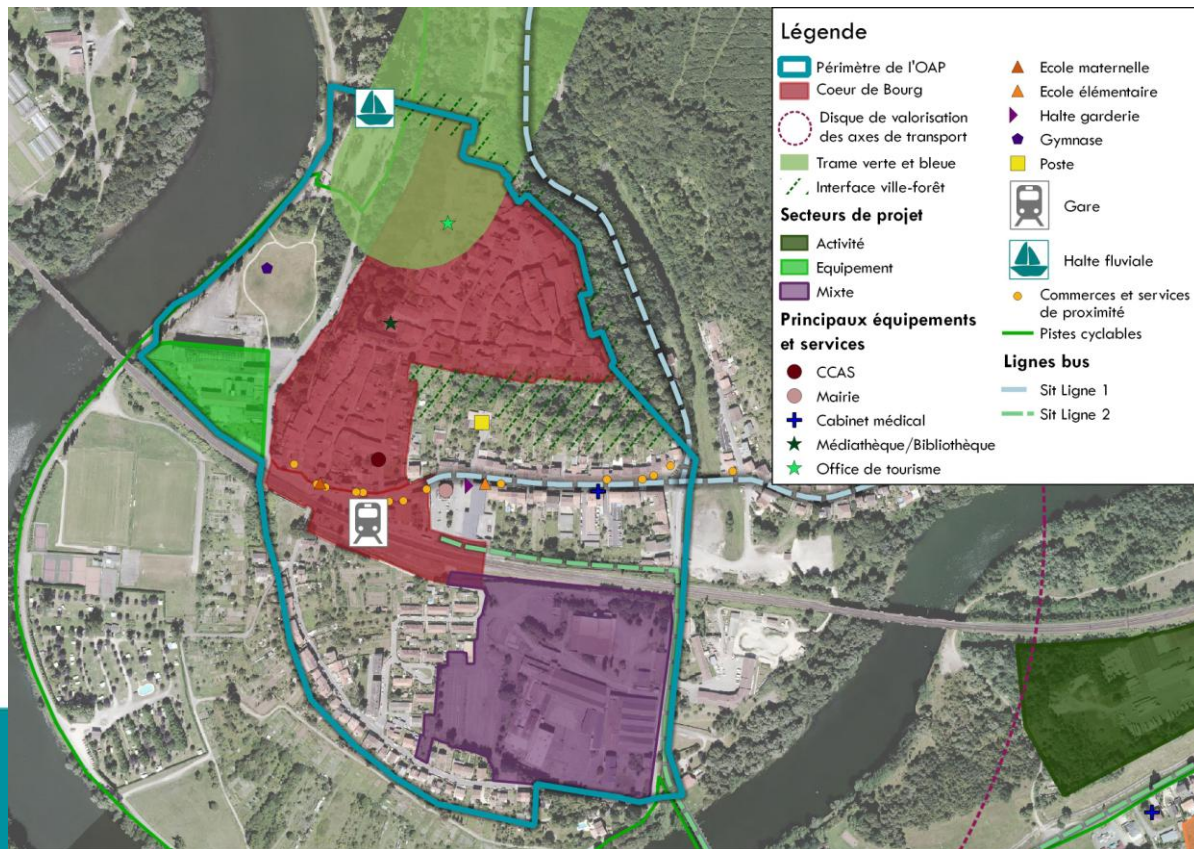 Légende
Périmètre de l'OAP
Coeur de Bourg
Disque de valorisation
des axes de transport
Trame verte et bleue
Interface ville-forêt
Secteurs de projet
Activité
Equipement
Mixte
Principaux équipements
et services
CCAS
Mairie
Cabinet médical
Médiathèque/Bibliothèque
Office de tourisme
Ecole maternelle
Ecole élémentaire
Halte garderie
Gymnase
Poste
Gare
Halte fluviale
Commerces et services
de proximité
Pistes cyclables
Lignes bus
Sit Ligne 1
Sit Ligne 2